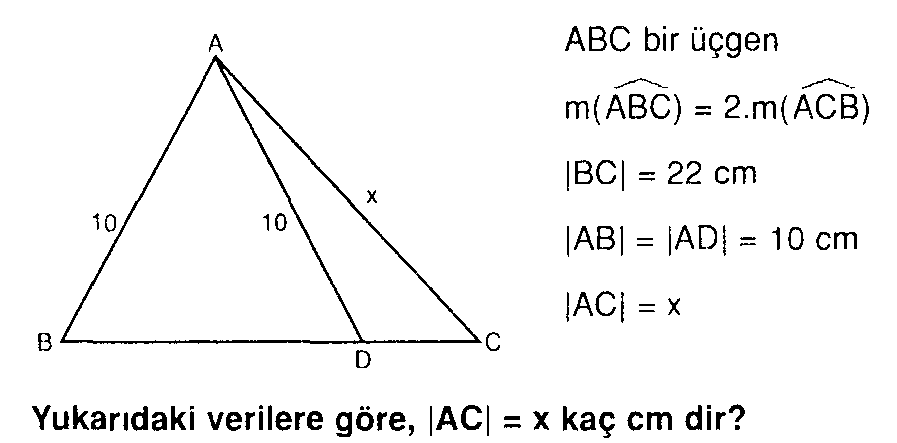 A
ABC bir üçgen
m(ABC) = 2.m(ACB)
x
|BC| = 22 cm
10
10
|AB| = |AD| = 10 cm
|AC| = x
B
D
C
Yukarıdaki verilere göre, |AC| = x kaç cm dir?